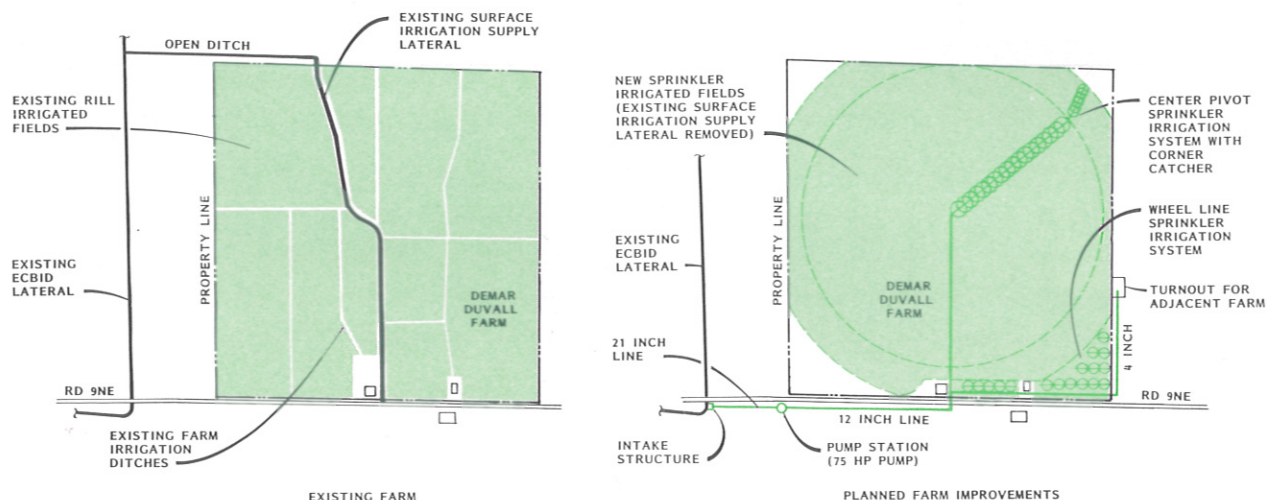 EXISTING SURFACE
IRRIGATION SUPPLY
LATERAL
OPEN DITCH
EXISTING RILL
IRRIGATED
FIELDS
PROPERTY LINE
EXISTING
ECBID
LATERAL
DEMAR
DUVALL
FARM
RD 9NE
EXISTING FARM
IRRIGATION
DITCHES
EXISTING FARM
NEW SPRINKLER
IRRIGATED FIELDS
(EXISTING SURFACE
IRRIGATION SUPPLY
LATERAL REMOVED)
CENTER PIVOT
SPRINKLER
IRRIGATION
SYSTEM WITH
CORNER
CATCHER
PROPERTY LINE
WHEEL LINE
SPRINKLER
IRRIGATION
SYSTEM
EXISTING
ECBID
LATERAL
DEMAR
DUVALL
FARM
TURNOUT FOR
ADJACENT FARM
21 INCH
LINE
4 INCH
RD 9NE
12 INCH LINE
INTAKE
STRUCTURE
PUMP STATION
(75 HP PUMP)
PLANNED FARM IMPROVEMENTS